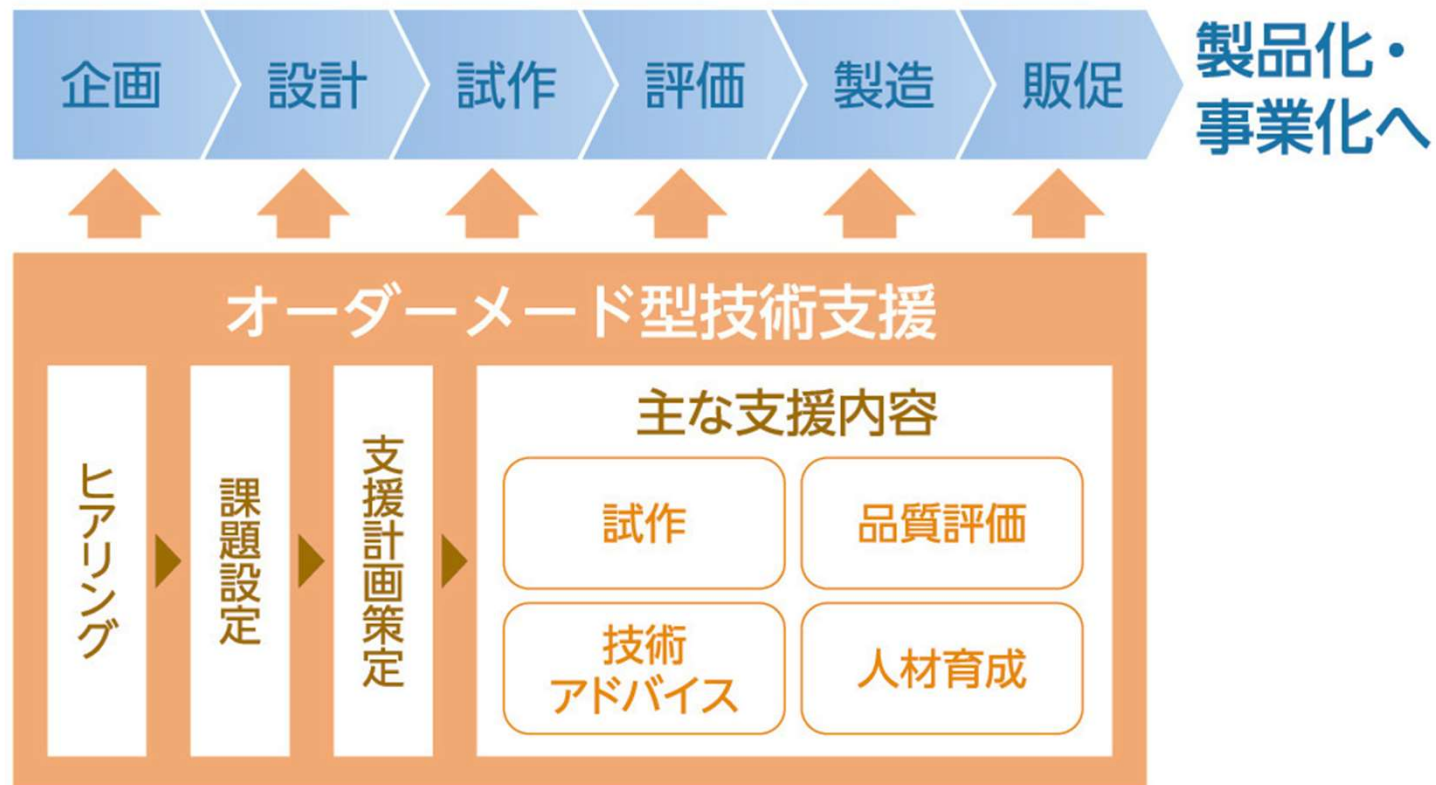 企画
設計
試作
評価
製造
販促
製品化・
事業化へ
オーダーメード型技術支援
ヒアリング
課題設定
支援計画策定
主な支援内容
試作
品質評価
技術
アドバイス
人材育成